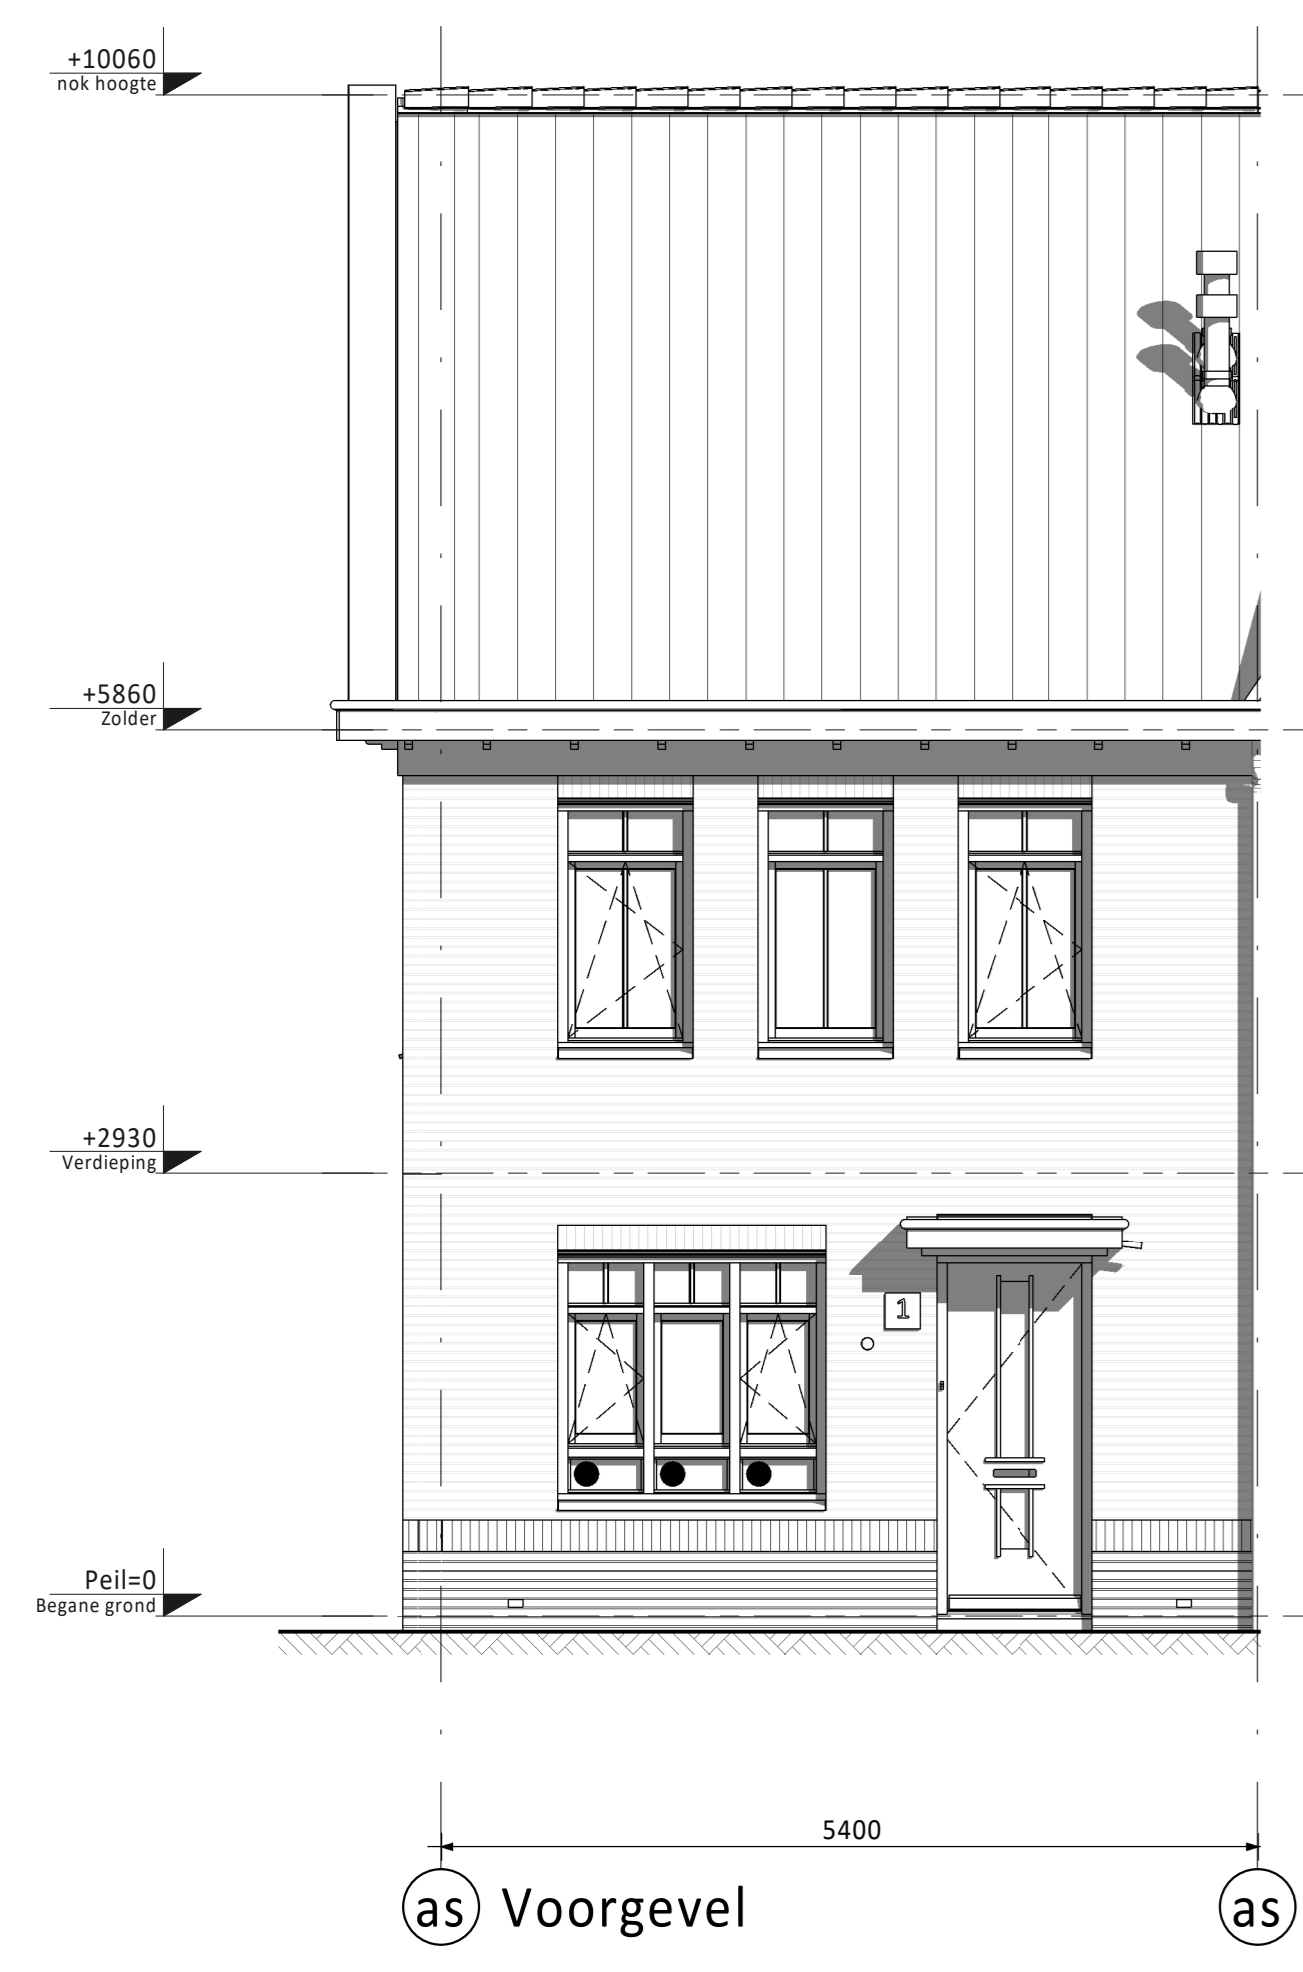 +10060
nok hoogte
+5860
Zolder
+2930
Verdieping
1
Peil=0
Begane grond
5400
as Voorgevel as